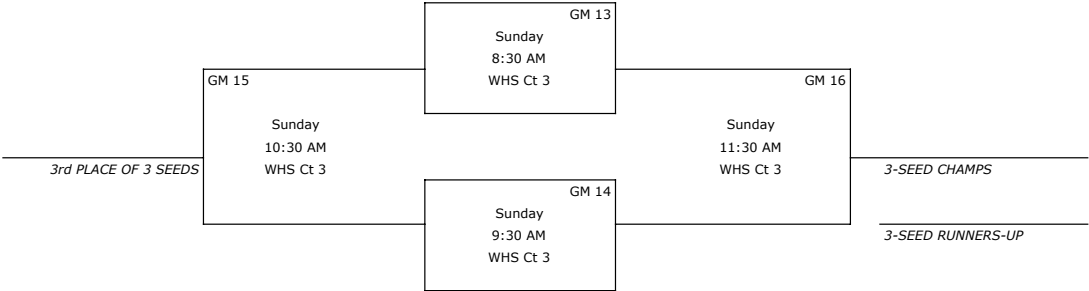 GM 13
Sunday
8:30 AM
WHS Ct 3
GM 15
Sunday
10:30 AM
WHS Ct 3
3rd PLACE OF 3 SEEDS
GM 16
Sunday
11:30 AM
WHS Ct 3
3-SEED CHAMPS
GM 14
Sunday
9:30 AM
WHS Ct 3
3-SEED RUNNERS-UP